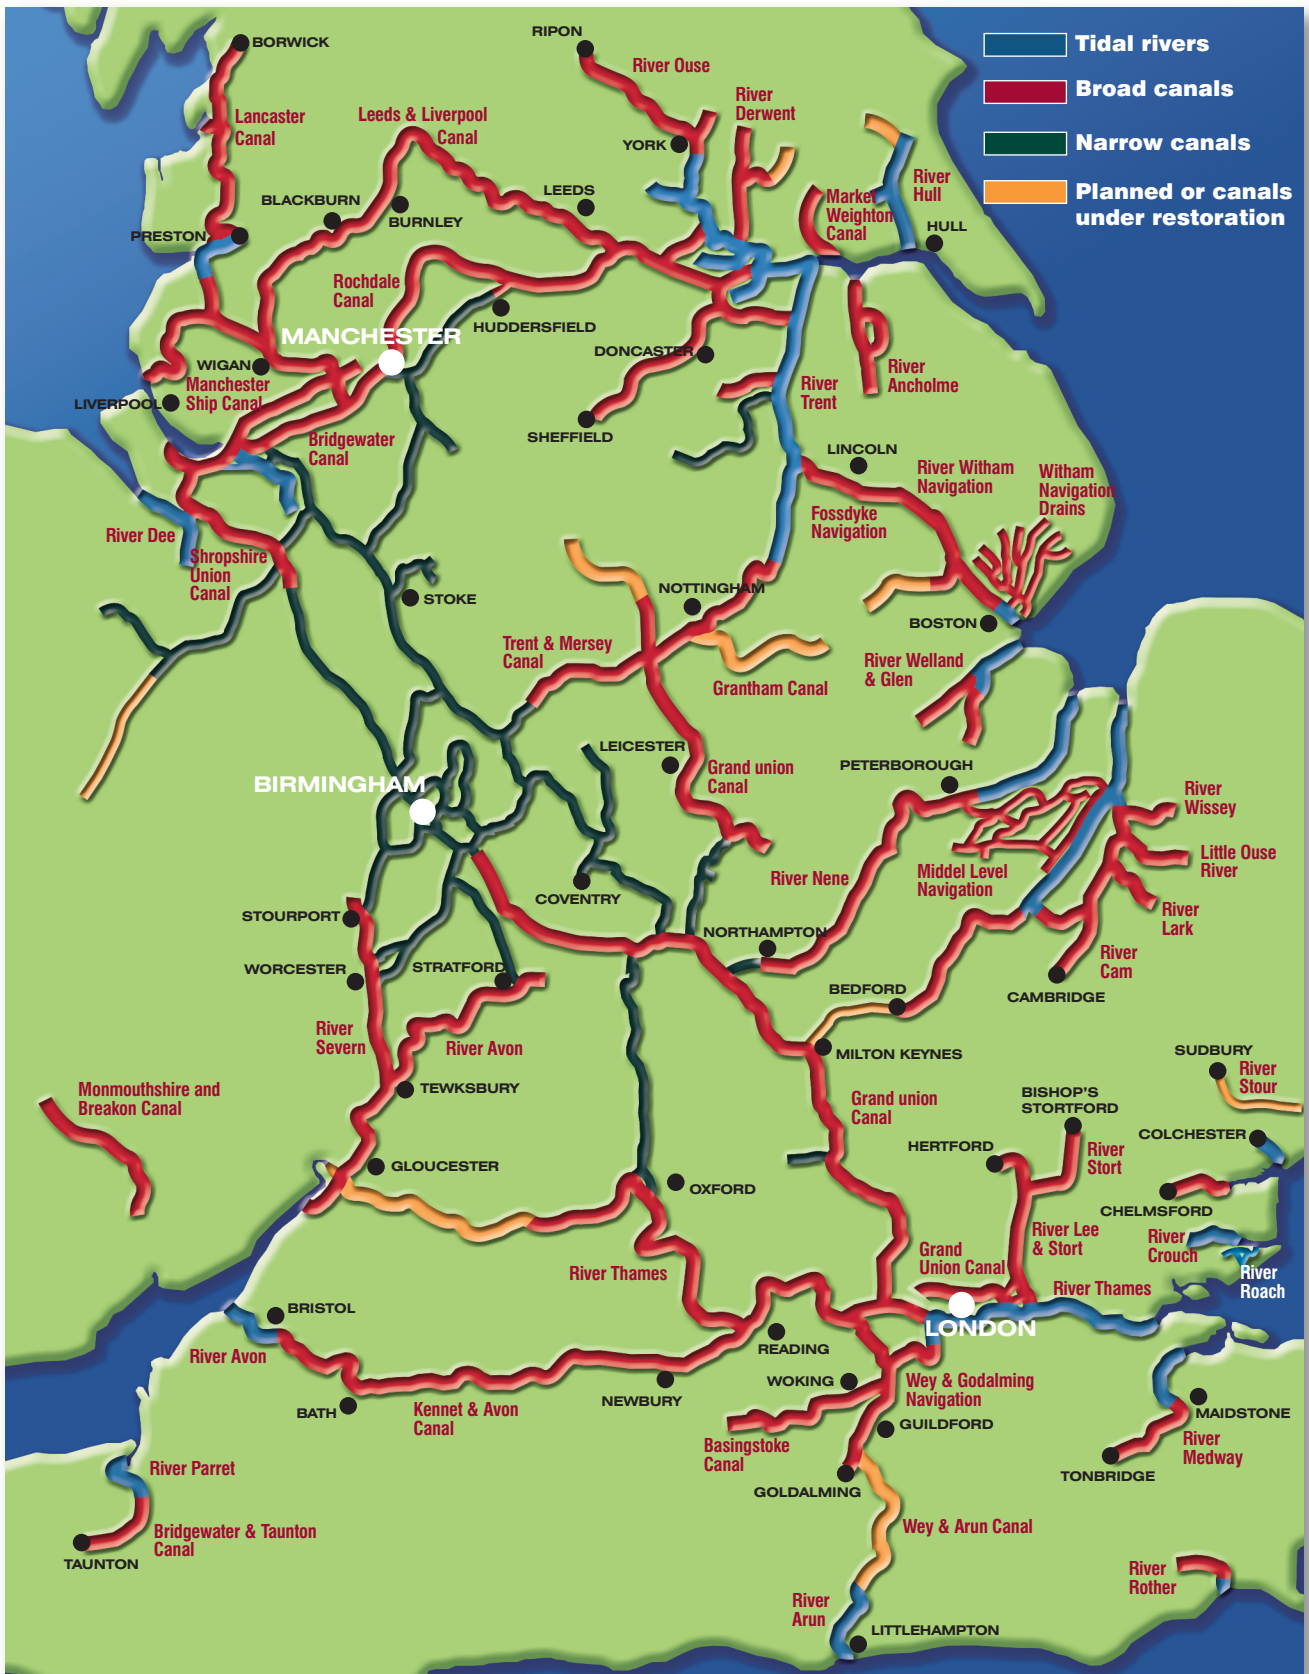 Tidal rivers
Broad canals
Narrow canals
Planned or canals
under restoration
BORWICK
RIPON
River Ouse
Lancaster
Canal
Leeds & Liverpool
Canal
River
Derwent
YORK
BLACKBURN
BURNLEY
LEEDS
Market
Weighton
Canal
River
Hull
HULL
PRESTON
Rochdale
Canal
HUDDERSFIELD
MANCHESTER
DONCASTER
WIGAN
Manchester
Ship Canal
LIVERPOOL
River
Trent
River
Ancholme
SHEFFIELD
Bridgewater
Canal
LINCOLN
River Witham
Navigation
Witham
Navigation
Drains
Fossdyke
Navigation
River Dee
Shropshire
Union
Canal
STOKE
NOTTINGHAM
BOSTON
Trent & Mersey
Canal
Grantham Canal
River Welland
& Glen
LEICESTER
Grand union
Canal
PETERBOROUGH
BIRMINGHAM
River
Wissey
Little Ouse
River
River Nene
Middel Level
Navigation
COVENTRY
STOURPORT
River
Lark
NORTHAMPTON
River
Cam
WORCESTER
STRATFORD
BEDFORD
CAMBRIDGE
River
Severn
River Avon
MILTON KEYNES
SUDBURY
River
Stour
TEWKSBURY
Monmouthshire and
Breakon Canal
Grand union
Canal
BISHOP'S
STORTFORD
HERTFORD
River
Stort
COLCHESTER
GLOUCESTER
OXFORD
CHELMSFORD
River Lee
& Stort
River
Crouch
Grand
Union Canal
River
Roach
River Thames
River Thames
BRISTOL
LONDON
River Avon
READING
WOKING
Wey & Godalming
Navigation
NEWBURY
BATH
Kennet & Avon
Canal
MAIDSTONE
GUILDFORD
River
Medway
Basingstoke
Canal
TONBRIDGE
River Parret
GOLDALMING
Bridgewater & Taunton
Canal
Wey & Arun Canal
TAUNTON
River
Rother
River
Arun
LITTLEHAMPTON